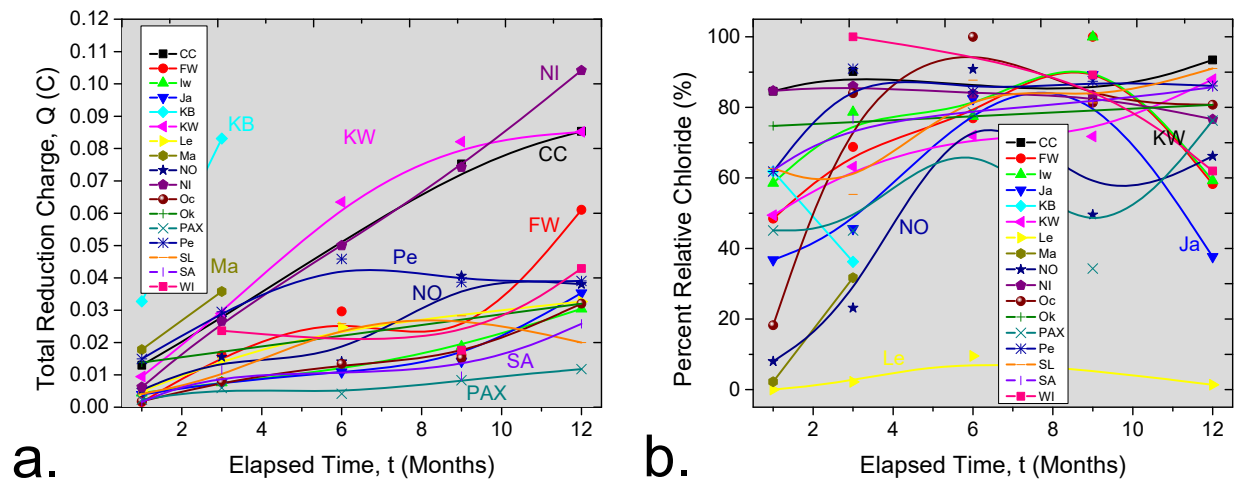 0.12
0.11
0.10
0.09
0.08
0.07
0.06
0.05
0.04
0.03
0.02
0.01
0.00
Total Reduction Charge, Q (C)
CC
FW
Iw
Ja
KB
KW
Le
Ma
NO
NI
Oc
Ok
PAX
Pe
SL
SA
WI
KB
NI
KW
CC
FW
Ma
Pe
NO
SA
PAX
2 4 6 8 10 12
Elapsed Time, t (Months)
a.
100
80
60
40
20
0
Percent Relative Chloride (%)
CC
FW
Iw
Ja
KB
KW
Le
Ma
NO
NI
Oc
Ok
PAX
Pe
SL
SA
WI
KW
NO
Ja
Le
2 4 6 8 10 12
Elapsed Time, t (Months)
b.